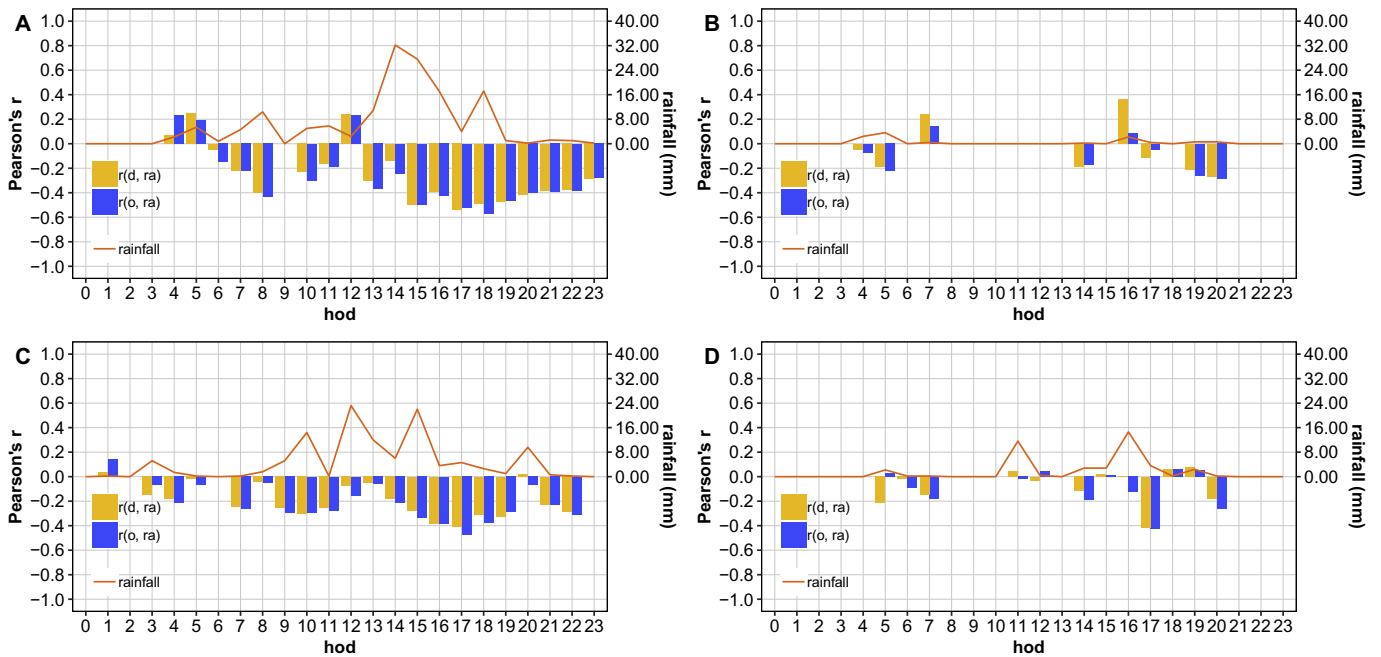 A
Pearson's r
1.0
0.8
0.6
0.4
0.2
0.0
−0.2
−0.4
−0.6
−0.8
−1.0
r(d, ra)
r(o, ra)
rainfall
40.00
32.00
24.00
16.00
8.00
0.00
rainfall (mm)
0 1 2 3 4 5 6 7 8 9 10 11 12 13 14 15 16 17 18 19 20 21 22 23
hod
B
Pearson's r
1.0
0.8
0.6
0.4
0.2
0.0
−0.2
−0.4
−0.6
−0.8
−1.0
r(d, ra)
r(o, ra)
rainfall
40.00
32.00
24.00
16.00
8.00
0.00
rainfall (mm)
0 1 2 3 4 5 6 7 8 9 10 11 12 13 14 15 16 17 18 19 20 21 22 23
hod
C
Pearson's r
1.0
0.8
0.6
0.4
0.2
0.0
−0.2
−0.4
−0.6
−0.8
−1.0
r(d, ra)
r(o, ra)
rainfall
40.00
32.00
24.00
16.00
8.00
0.00
rainfall (mm)
0 1 2 3 4 5 6 7 8 9 10 11 12 13 14 15 16 17 18 19 20 21 22 23
hod
D
Pearson's r
1.0
0.8
0.6
0.4
0.2
0.0
−0.2
−0.4
−0.6
−0.8
−1.0
r(d, ra)
r(o, ra)
rainfall
40.00
32.00
24.00
16.00
8.00
0.00
rainfall (mm)
0 1 2 3 4 5 6 7 8 9 10 11 12 13 14 15 16 17 18 19 20 21 22 23
hod